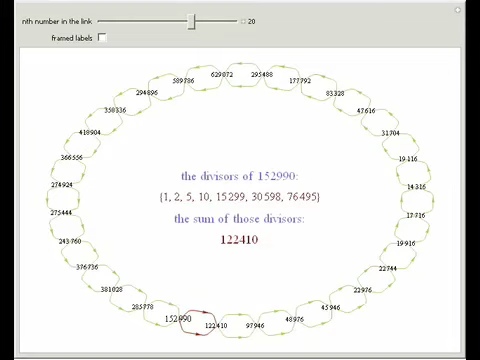 nth number in the link 20
framed labels
629072 295488
589786 177792
294896 83328
358336 47616
418904 31704
366556 19116
274924 14316
275444 17716
243760 19916
376736 22744
381028 22976
285778 45946
152990 122410 97946 48976
the divisors of 152990:
{1, 2, 5, 10, 15299, 30598, 76495}
the sum of those divisors:
122410